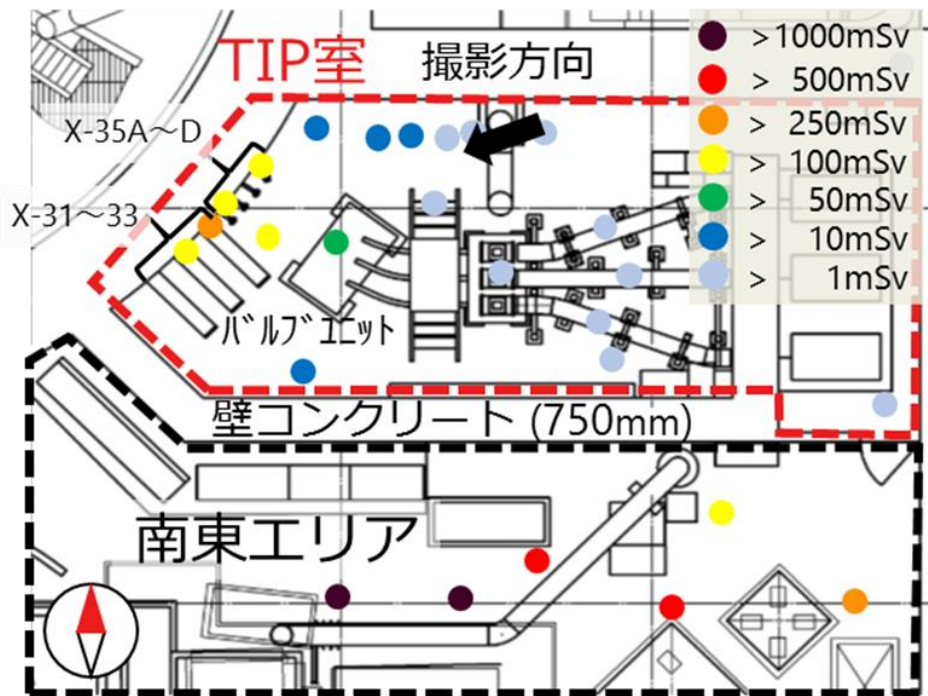 TIP室
撮影方向
>1000mSv
> 500mSv
> 250mSv
> 100mSv
> 50mSv
> 10mSv
> 1mSv
X-35A～D
X-31～33
ﾊﾞﾙﾌﾞﾕﾆｯﾄ
壁コンクリート (750mm)
南東エリア